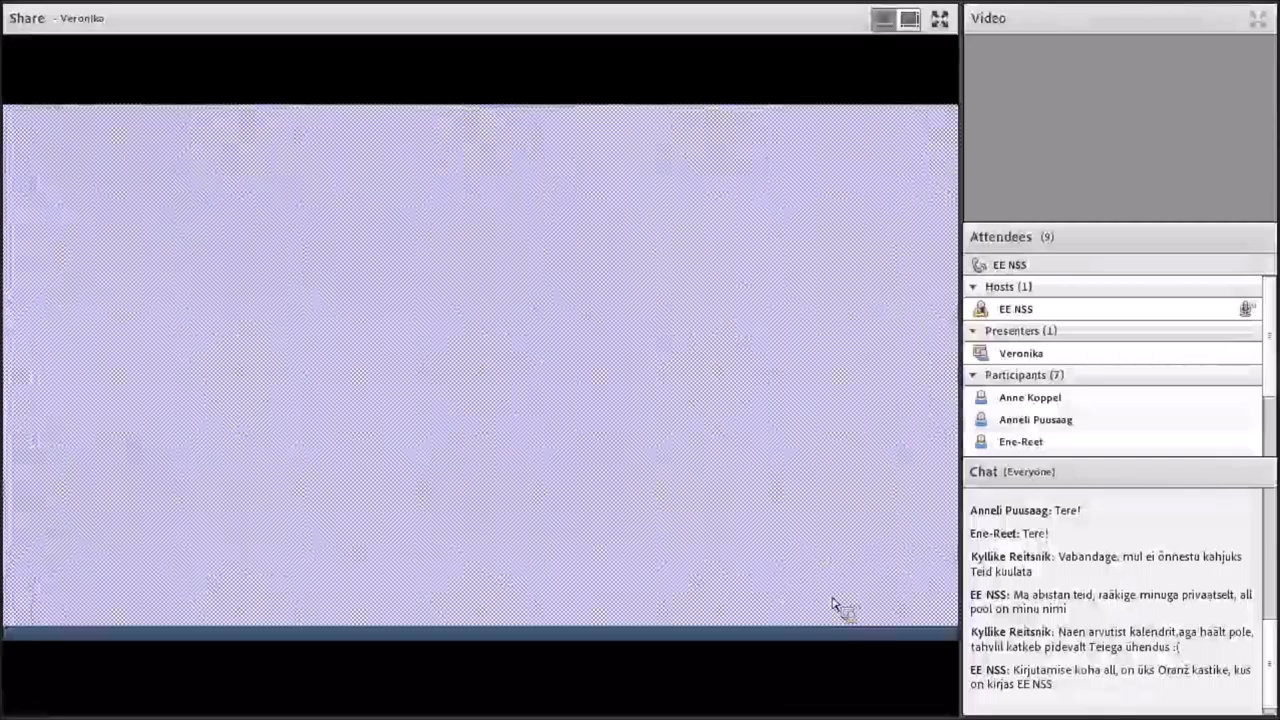 Share - Veronika
Video
Attendees (9)
EE NSS
Hosts (1)
EE NSS
Presenters (1)
Veronika
Participants (7)
Anne Koppel
Anneli Puusaag
Ene-Reet
Chat (Everyone)
Anneli Puusaag: Tere!
Ene-Reet: Tere!
Kyllike Reitsnik: Vabandage, mul ei õnnestu kahjuks
Teid kuulata
EE NSS: Ma abistan teid, rääkige minuga privaatselt, all
pool on minu nimi
Kyllike Reitsnik: Näen arvutist kalendrit,aga häält pole,
tahvlil katkeb pidevalt Teiega ühendus :(
EE NSS: Kirjutamise koha all, on üks Oranž kastike, kus
on kirjas EE NSS